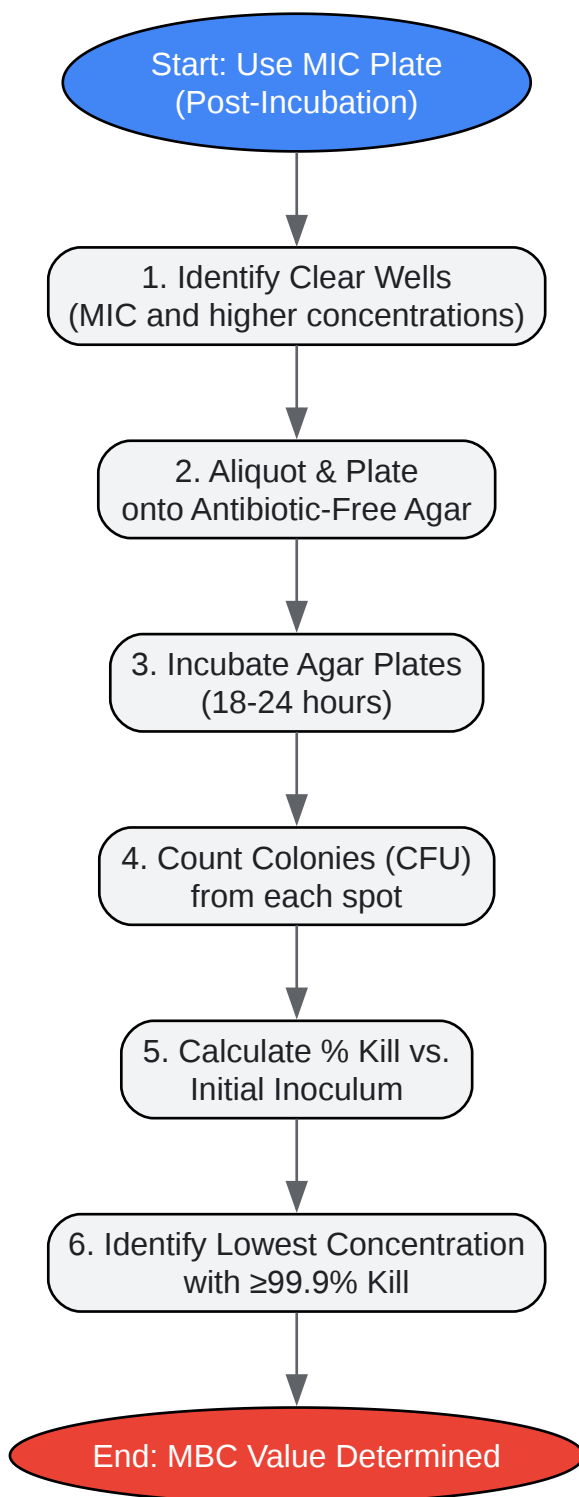 Start: Use MIC Plate
(Post-Incubation)
1. Identify Clear Wells
(MIC and higher concentrations)
2. Aliquot & Plate
onto Antibiotic-Free Agar
3. Incubate Agar Plates
(18-24 hours)
4. Count Colonies (CFU)
from each spot
5. Calculate % Kill vs.
Initial Inoculum
6. Identify Lowest Concentration
with ≥99.9% Kill
End: MBC Value Determined